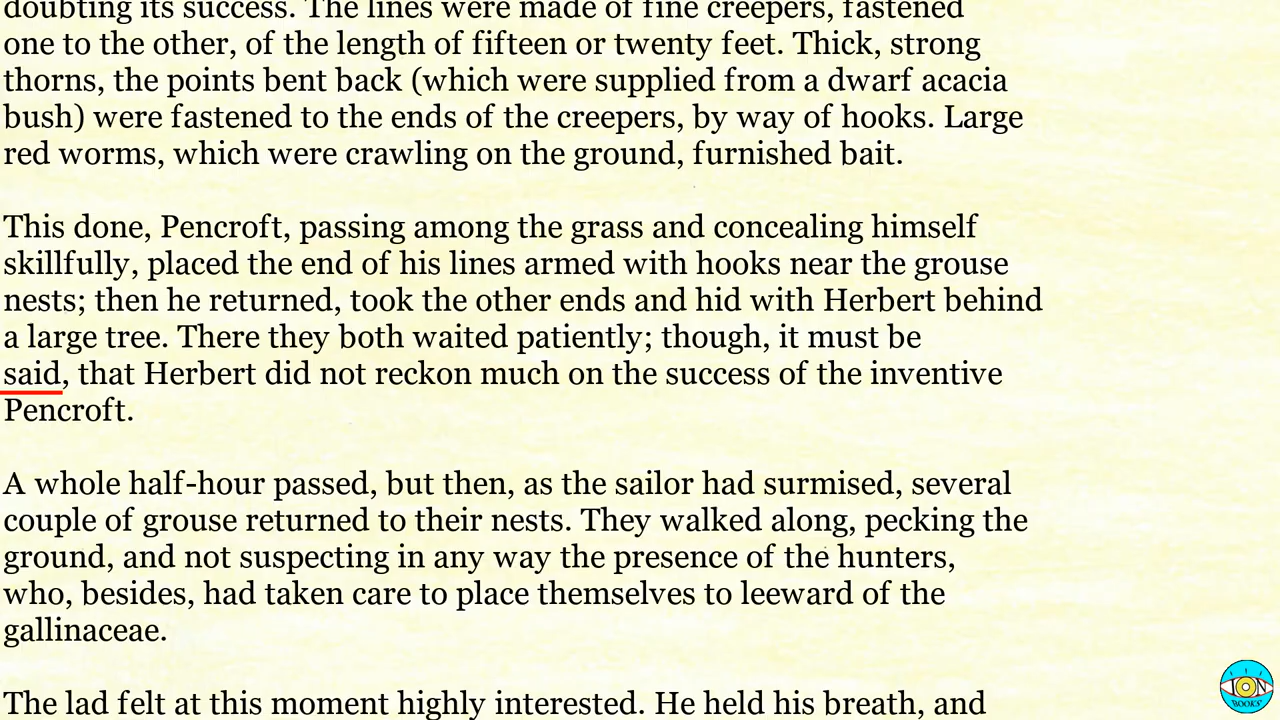 doubting its success. The lines were made of fine creepers, fastened
one to the other, of the length of fifteen or twenty feet. Thick, strong
thorns, the points bent back (which were supplied from a dwarf acacia
bush) were fastened to the ends of the creepers, by way of hooks. Large
red worms, which were crawling on the ground, furnished bait.
This done, Pencroft, passing among the grass and concealing himself
skillfully, placed the end of his lines armed with hooks near the grouse
nests; then he returned, took the other ends and hid with Herbert behind
a large tree. There they both waited patiently; though, it must be
said, that Herbert did not reckon much on the success of the inventive
Pencroft.
A whole half-hour passed, but then, as the sailor had surmised, several
couple of grouse returned to their nests. They walked along, pecking the
ground, and not suspecting in any way the presence of the hunters,
who, besides, had taken care to place themselves to leeward of the
gallinaceae.
The lad felt at this moment highly interested. He held his breath, and
ION
BOOKS